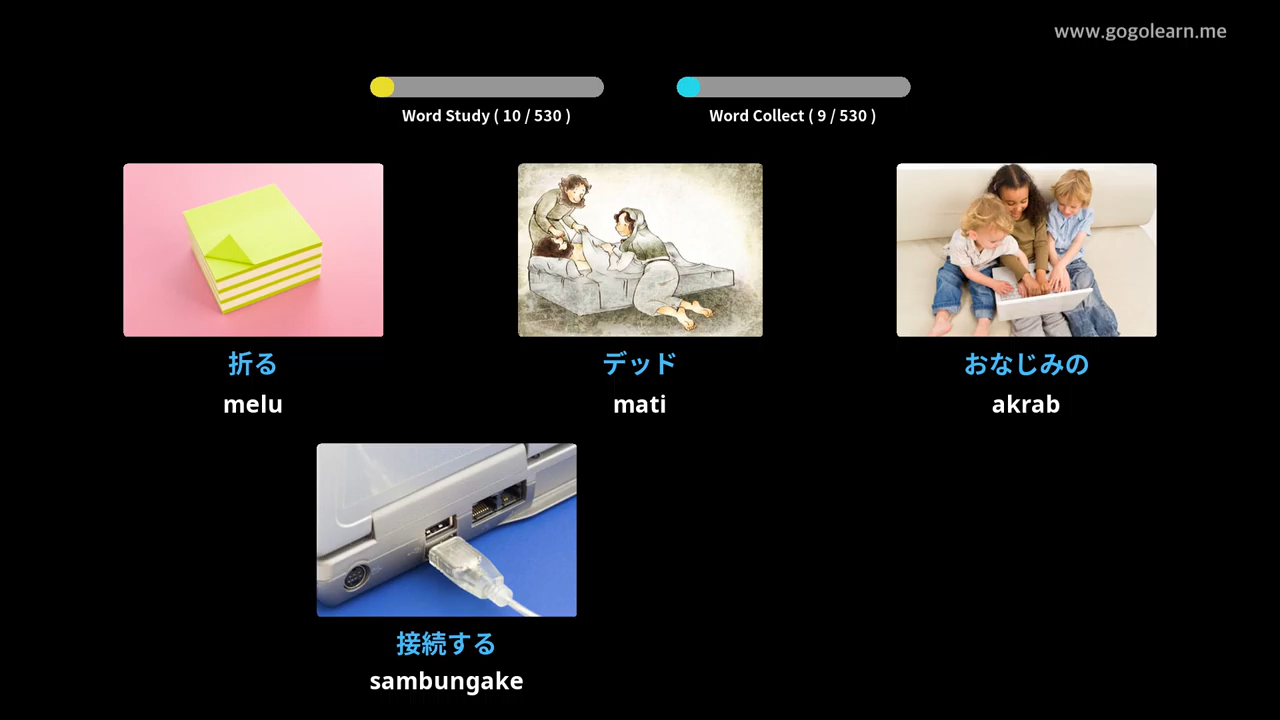 www.gogolearn.me
Word Study ( 10 / 530 )
Word Collect ( 9 / 530 )
折る
melu
デッド
mati
おなじみの
akrab
接続する
sambungake